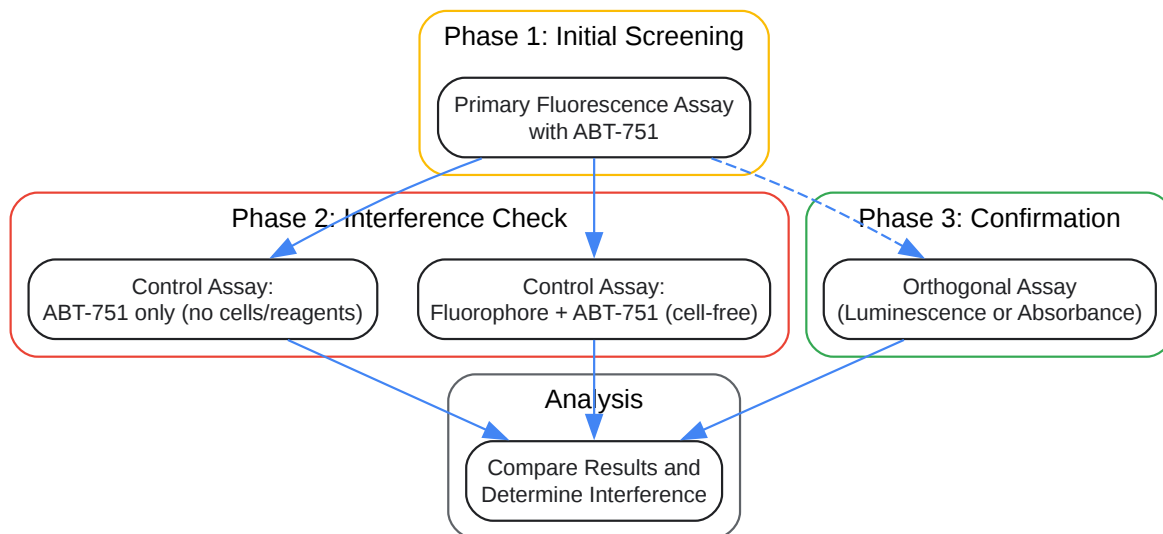 Phase 1: Initial Screening
Primary Fluorescence Assay
with ABT-751
Phase 2: Interference Check
Control Assay:
ABT-751 only (no cells/reagents)
Control Assay:
Fluorophore + ABT-751 (cell-free)
Phase 3: Confirmation
Orthogonal Assay
(Luminescence or Absorbance)
Analysis
Compare Results and
Determine Interference